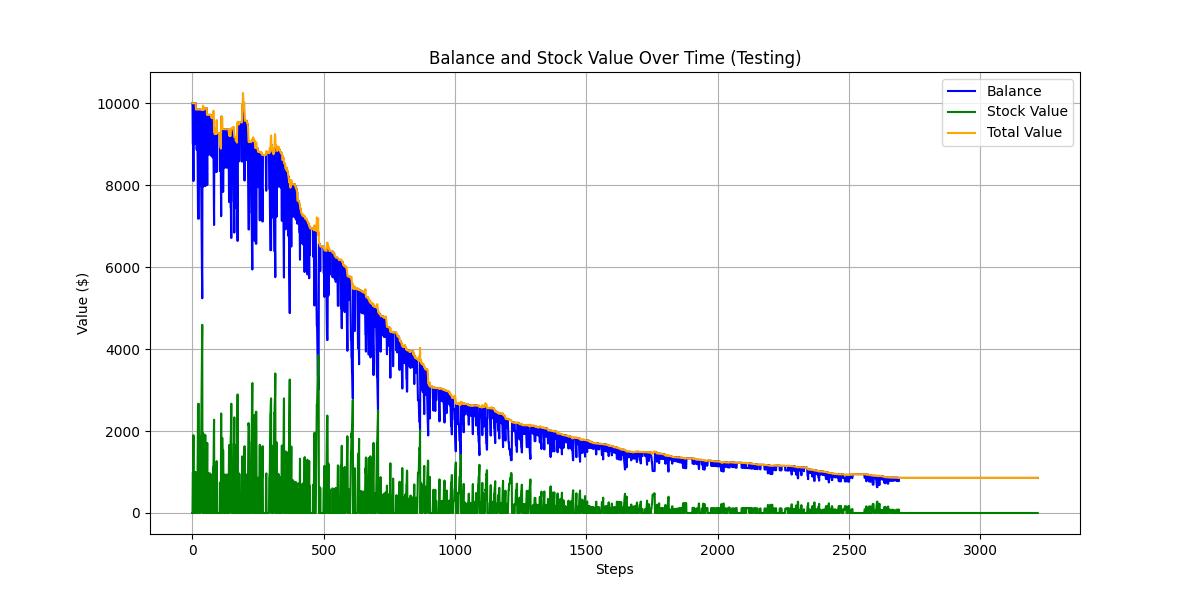 Balance and Stock Value Over Time (Testing)
Balance
Stock Value
Total Value
10000
8000
6000
4000
2000
0
Value ($)
0 500 1000 1500 2000 2500 3000
Steps